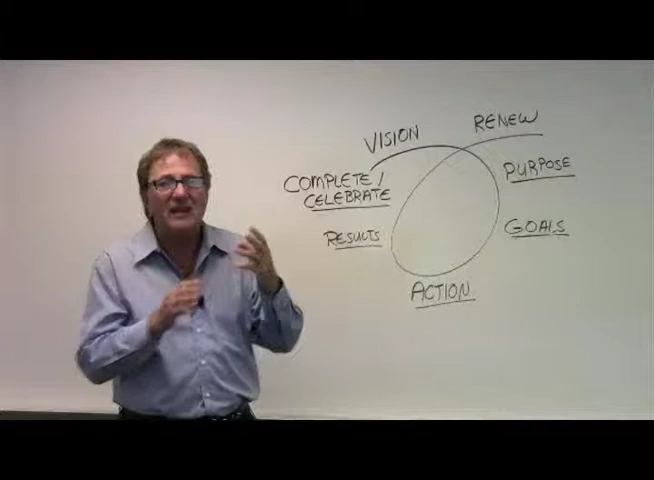 VISION
RENEW
PURPOSE
GOALS
ACTION
RESULTS
COMPLETE /
CELEBRATE